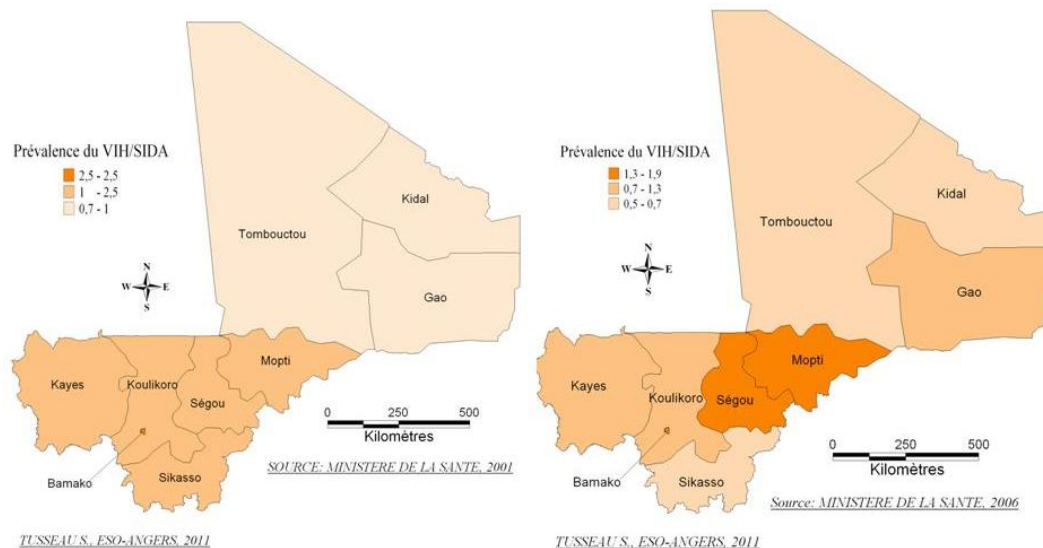 Prévalence du VIH/SIDA
2,5 - 2,5
1 - 2,5
0,7 - 1
N
W E
S
Tombouctou
Kidal
Gao
Mopti
Kayes
Koulikoro
Ségou
Bamako
Sikasso
0 250 500
Kilomètres
SOURCE: MINISTERE DE LA SANTE, 2001
TUSSEAU S., ESO-ANGERS, 2011
Prévalence du VIH/SIDA
1,3 - 1,9
0,7 - 1,3
0,5 - 0,7
N
W E
S
Tombouctou
Kidal
Gao
Mopti
Kayes
Koulikoro
Ségou
Bamako
Sikasso
0 250 500
Kilomètres
Source: MINISTERE DE LA SANTE, 2006
TUSSEAU S., ESO-ANGERS, 2011